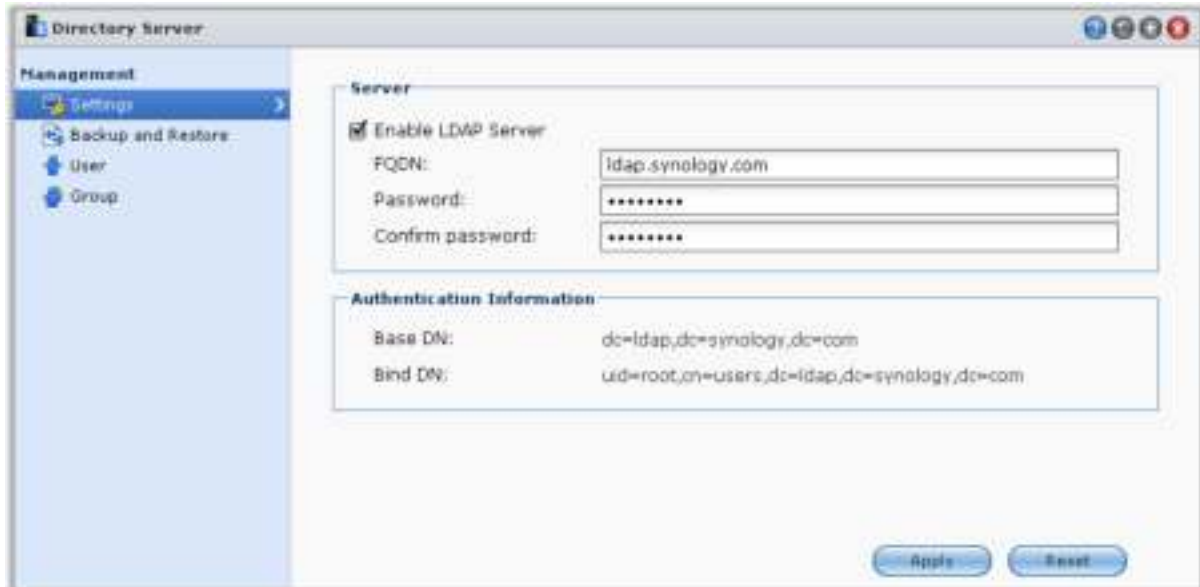 Directory Server
Management
Settings
Backup and Restore
User
Group
Server
Enable LDAP Server
FQDN: ldap.synology.com
Password: ••••••••
Confirm password: ••••••••
Authentication Information
Base DN: dc=ldap,dc=synology,dc=com
Bind DN: uid=root,cn=users,dc=ldap,dc=synology,dc=com
Apply Reset